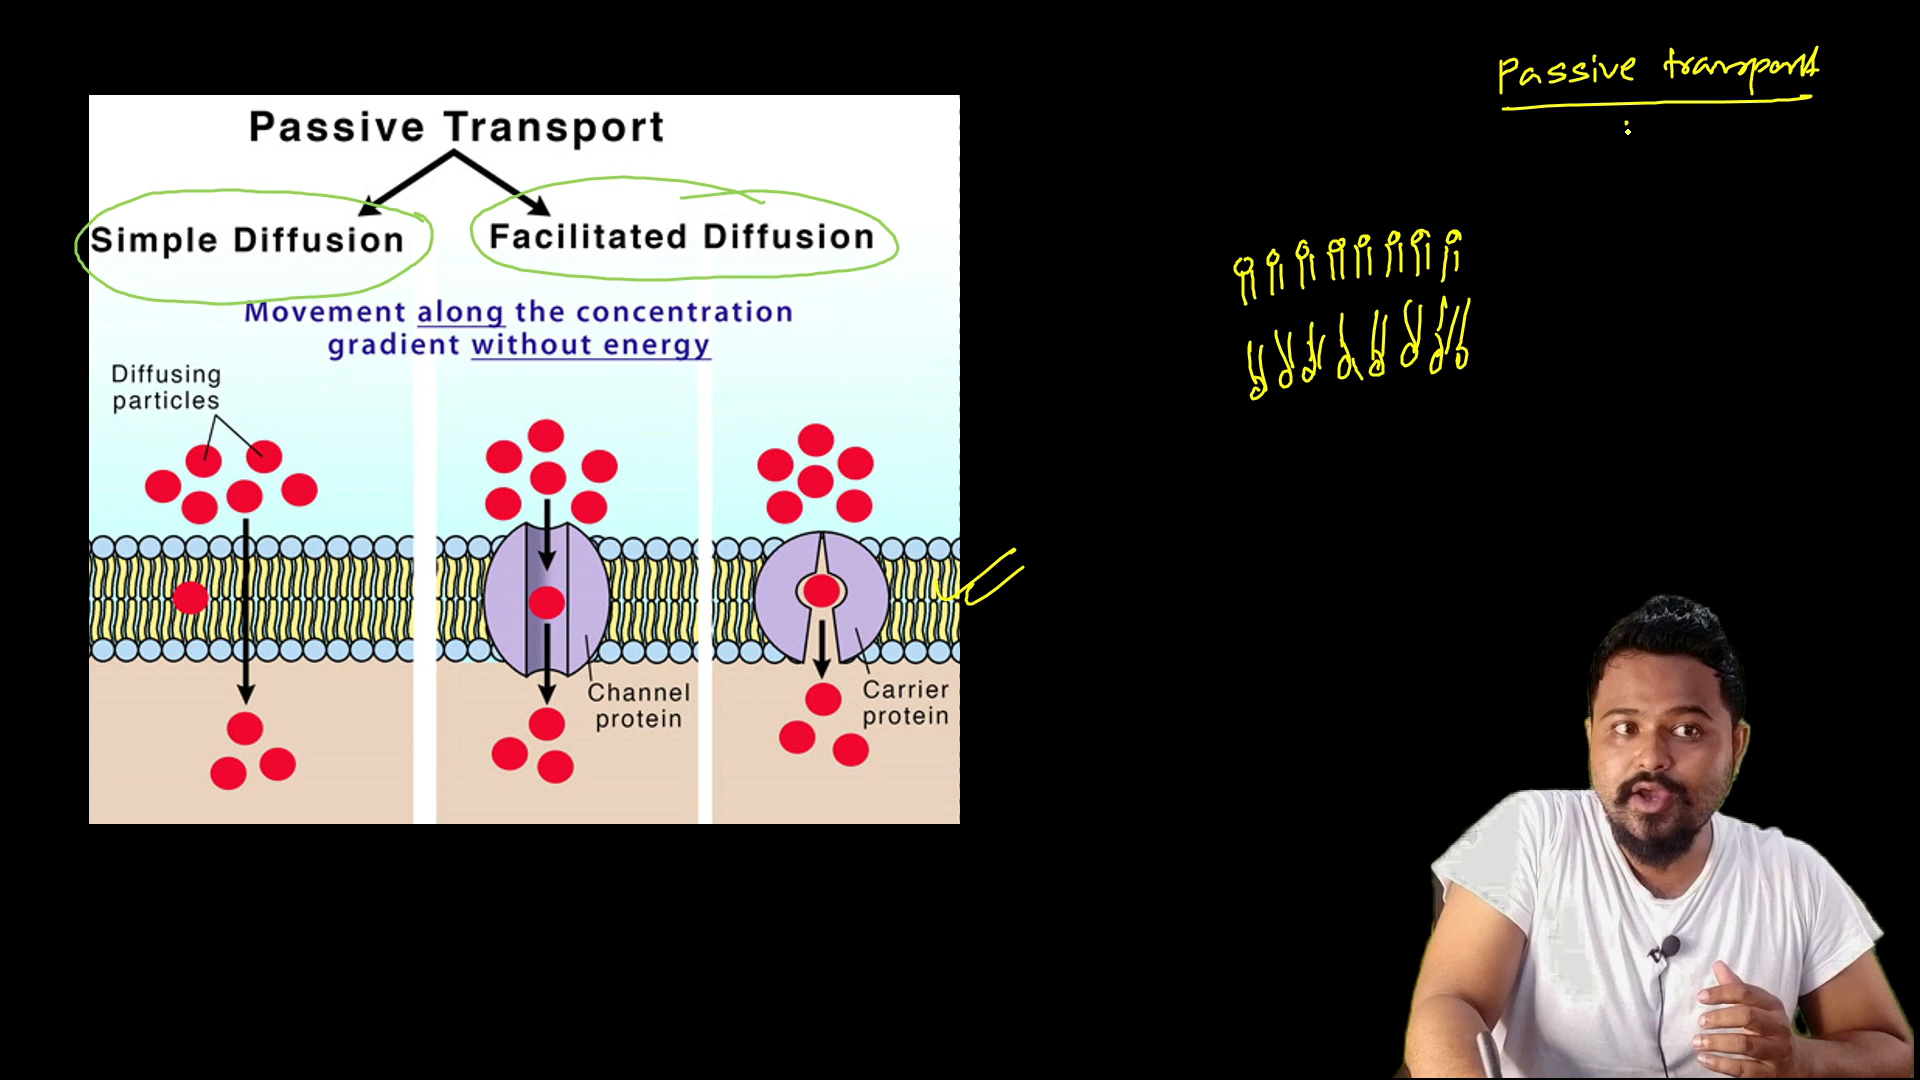 Passive transport
:
Passive Transport
Simple Diffusion
Facilitated Diffusion
Movement along the concentration
gradient without energy
Diffusing
particles
Channel
protein
Carrier
protein